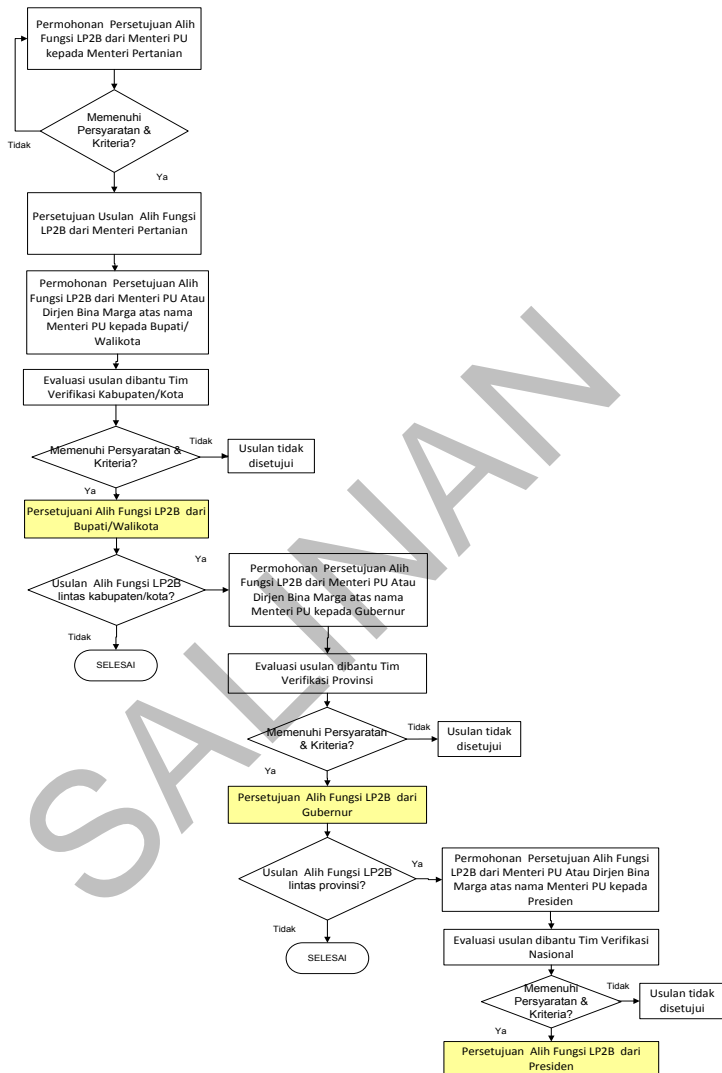 Permohonan Persetujuan Alih
Fungsi LP2B dari Menteri PU
kepada Menteri Pertanian
Memenuhi
Persyaratan &
Kriteria?
Tidak
Ya
Persetujuan Usulan Alih Fungsi
LP2B dari Menteri Pertanian
Permohonan Persetujuan Alih
Fungsi LP2B dari Menteri PU Atau
Dirjen Bina Marga atas nama
Menteri PU kepada Bupati/
Walikota
Evaluasi usulan dibantu Tim
Verifikasi Kabupaten/Kota
Memenuhi Persyaratan &
Kriteria?
Tidak
Usulan tidak
disetujui
Ya
Persetujuani Alih Fungsi LP2B dari
Bupati/Walikota
Usulan Alih Fungsi LP2B
lintas kabupaten/kota?
Ya
Permohonan Persetujuan Alih
Fungsi LP2B dari Menteri PU Atau
Dirjen Bina Marga atas nama
Menteri PU kepada Gubernur
Tidak
SELESAI
Evaluasi usulan dibantu Tim
Verifikasi Provinsi
Memenuhi Persyaratan
& Kriteria?
Tidak
Usulan tidak
disetujui
Ya
Persetujuan Alih Fungsi LP2B dari
Gubernur
Usulan Alih Fungsi LP2B
lintas provinsi?
Ya
Permohonan Persetujuan Alih Fungsi
LP2B dari Menteri PU Atau Dirjen Bina
Marga atas nama Menteri PU kepada
Presiden
Tidak
SELESAI
Evaluasi usulan dibantu Tim Verifikasi
Nasional
Memenuhi
Persyaratan &
Kriteria?
Tidak
Usulan tidak
disetujui
Ya
Persetujuan Alih Fungsi LP2B dari
Presiden
SALINAN